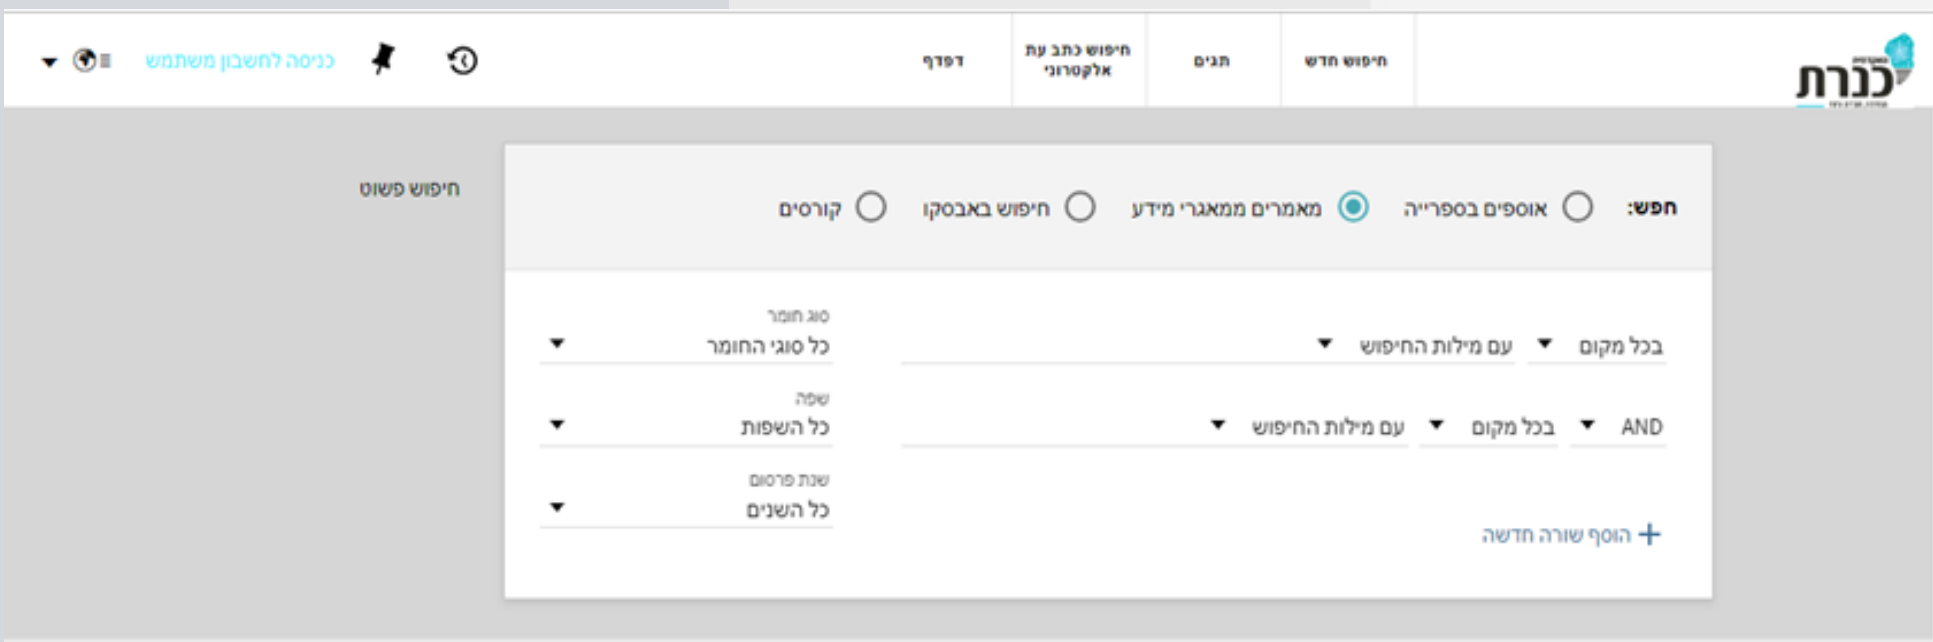 כנרת
חיפוש חדש
תגים
חיפוש כתב עת
אלקטרוני
דפדף
כניסה לחשבון משתמש
חיפוש פשוט
חפש: אוספים בספרייה מאמרים ממאגרי מידע חיפוש באבסקו קורסים
בכל מקום עם מילות החיפוש
AND בכל מקום עם מילות החיפוש
הוסף שורה חדשה
סוג חומר
כל סוגי החומר
שפה
כל השפות
שנת פרסום
כל השנים